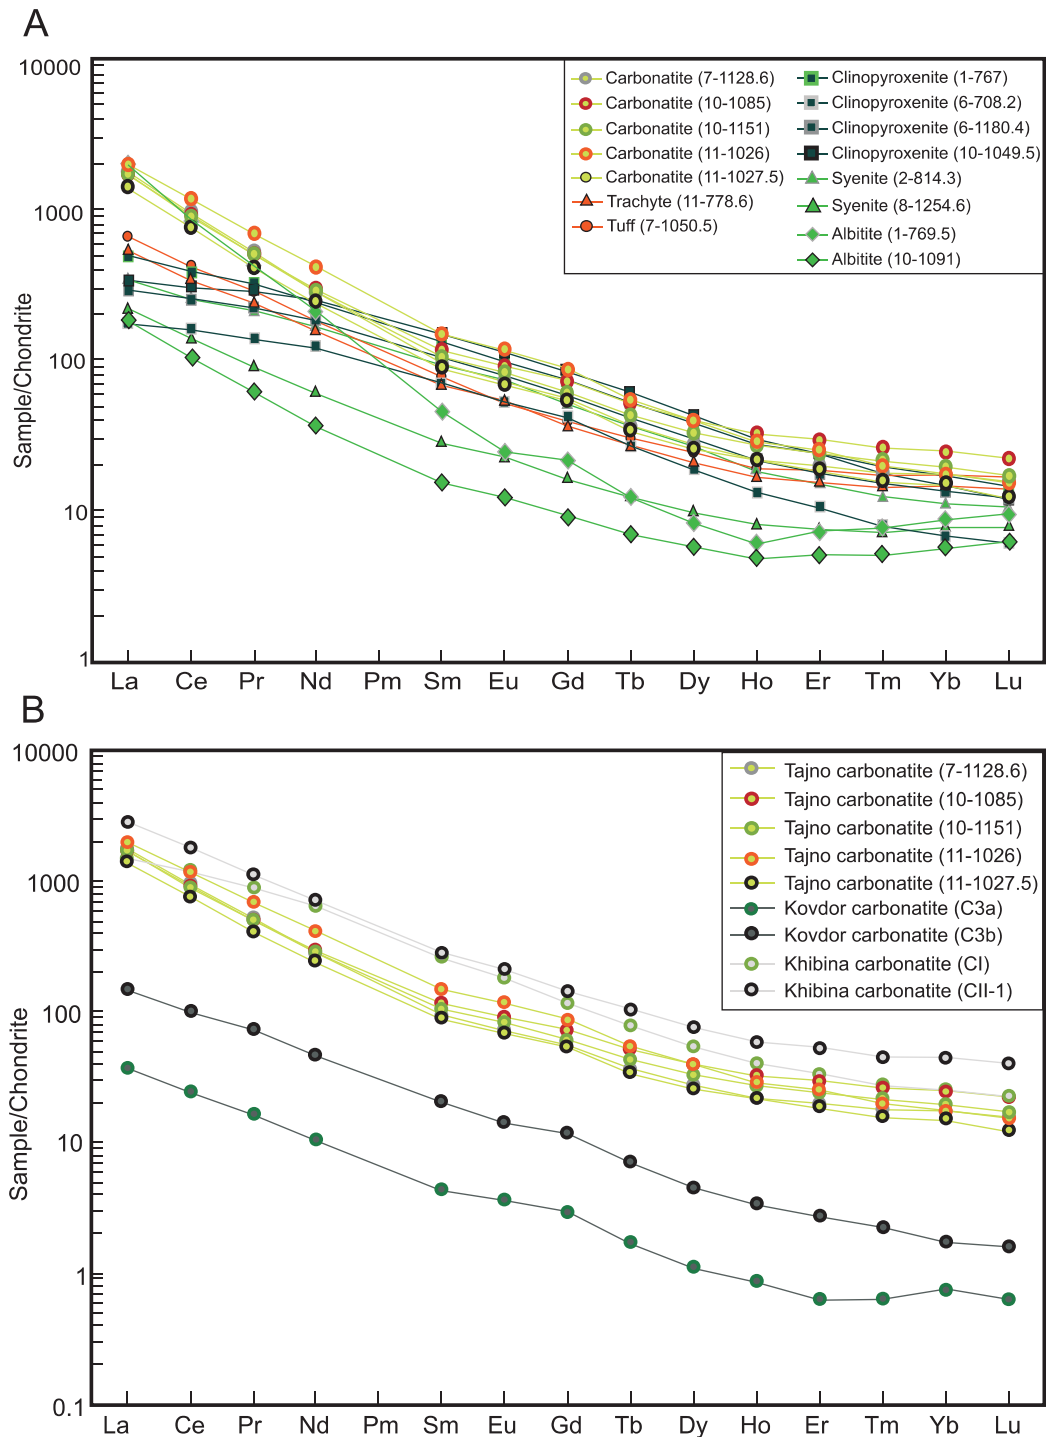 A
10000
1000
100
10
1
Sample/Chondrite
Carbonatite (7-1128.6)
Carbonatite (10-1085)
Carbonatite (10-1151)
Carbonatite (11-1026)
Carbonatite (11-1027.5)
Trachyte (11-778.6)
Tuff (7-1050.5)
Clinopyroxenite (1-767)
Clinopyroxenite (6-708.2)
Clinopyroxenite (6-1180.4)
Clinopyroxenite (10-1049.5)
Syenite (2-814.3)
Syenite (8-1254.6)
Albitite (1-769.5)
Albitite (10-1091)
La Ce Pr Nd Pm Sm Eu Gd Tb Dy Ho Er Tm Yb Lu
B
10000
1000
100
10
1
0.1
Sample/Chondrite
Tajno carbonatite (7-1128.6)
Tajno carbonatite (10-1085)
Tajno carbonatite (10-1151)
Tajno carbonatite (11-1026)
Tajno carbonatite (11-1027.5)
Kovdor carbonatite (C3a)
Kovdor carbonatite (C3b)
Khibina carbonatite (CI)
Khibina carbonatite (CII-1)
La Ce Pr Nd Pm Sm Eu Gd Tb Dy Ho Er Tm Yb Lu